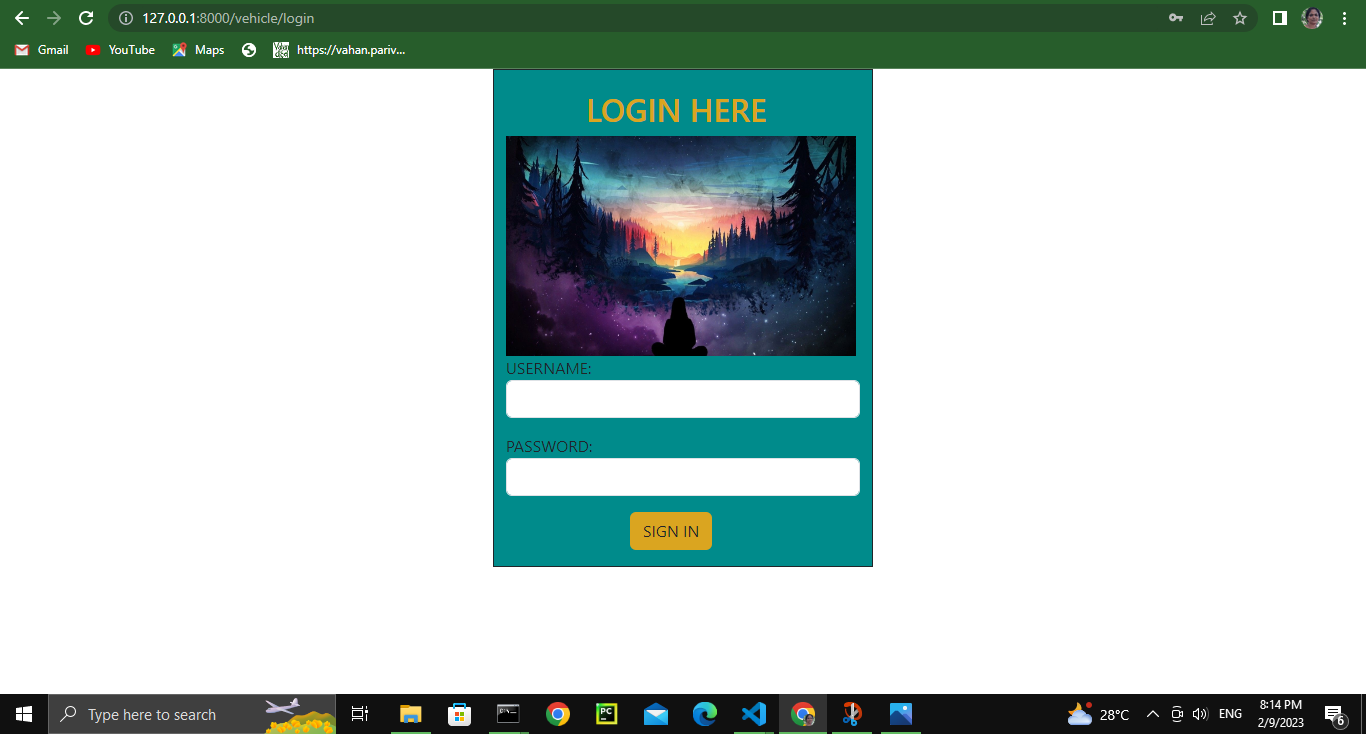 127.0.0.1:8000/vehicle/login
Gmail YouTube Maps https://vahan.pariv...
LOGIN HERE
USERNAME:
PASSWORD:
SIGN IN
Type here to search
28°C
ENG
8:14 PM
2/9/2023
6